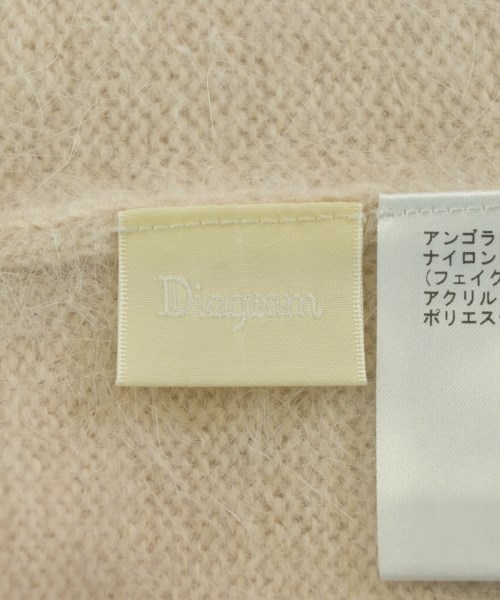 Diagram
アンゴラ
ナイロン
(フェイク
アクリル
ポリエス